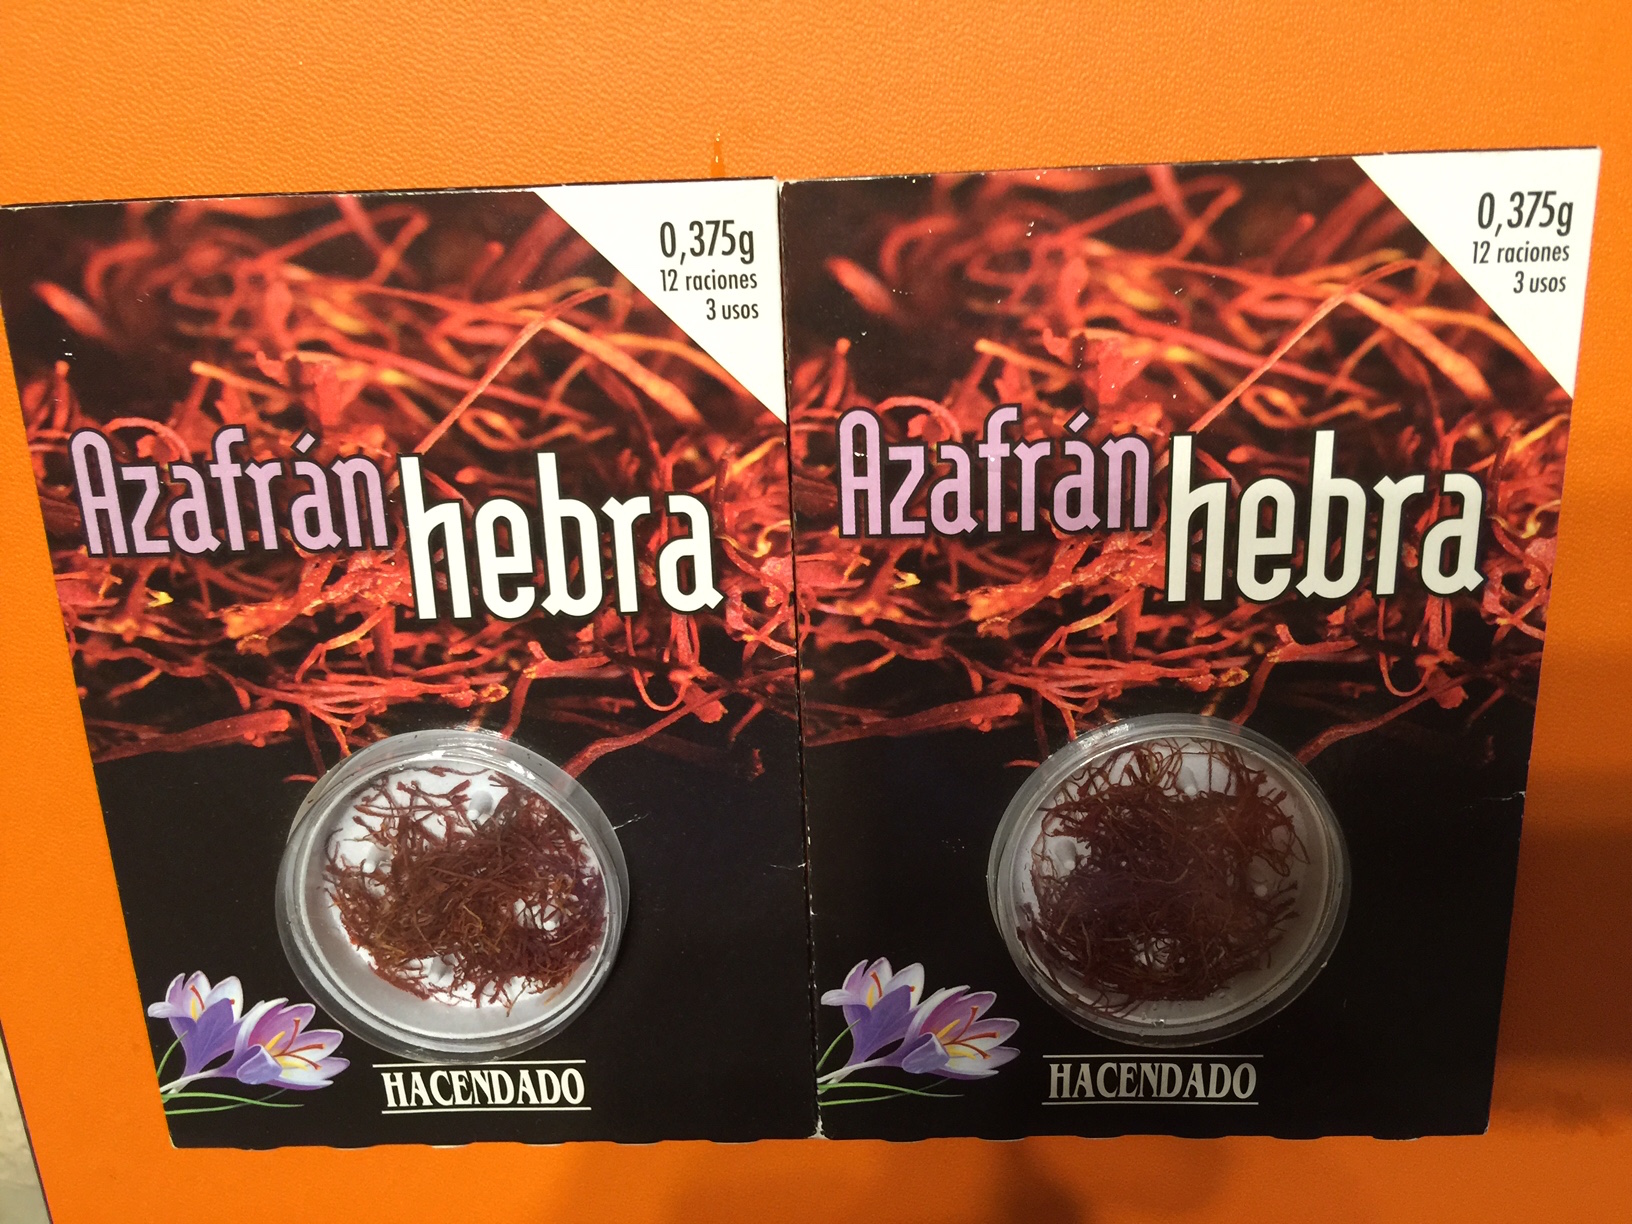 0,375g
12 raciones
3 usos
Azafrán hebra
HACENDADO
0,375g
12 raciones
3 usos
Azafrán hebra
HACENDADO